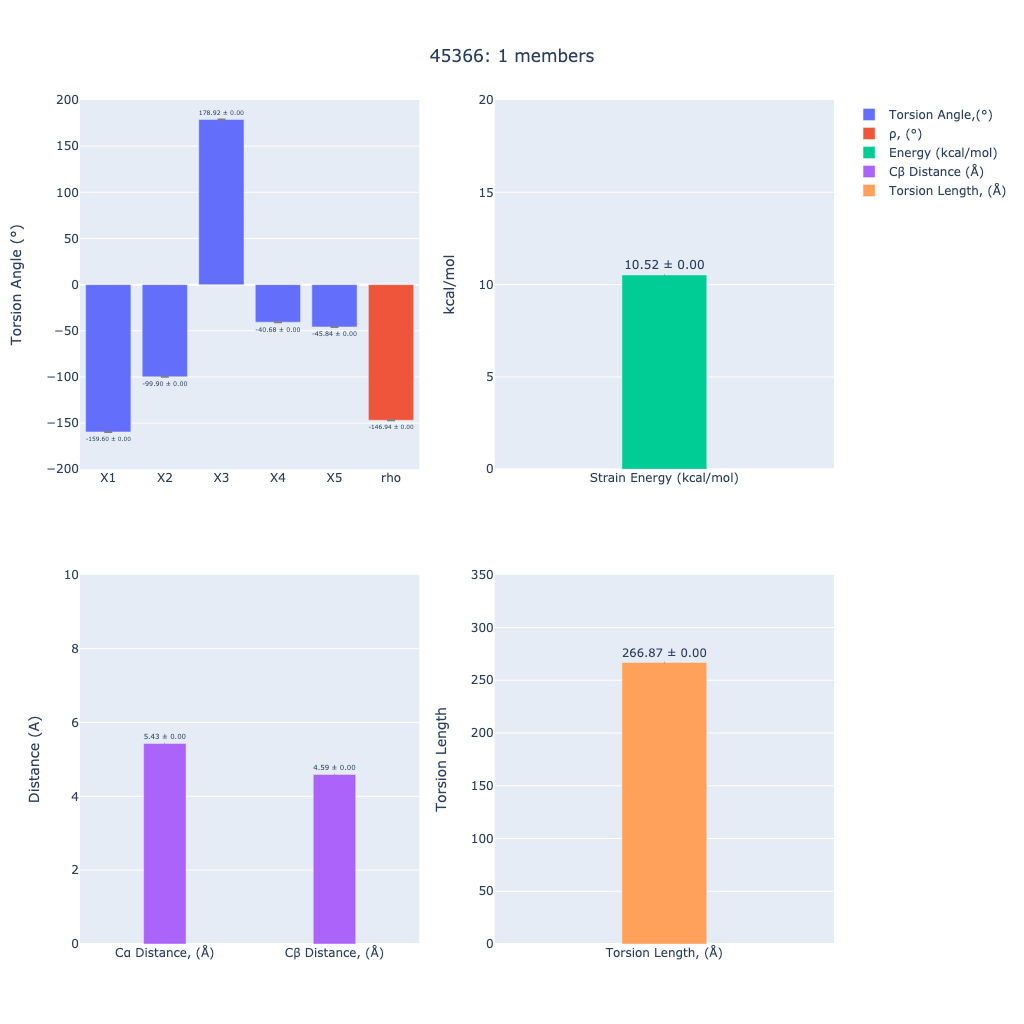 45366: 1 members
200
150
100
50
0
−50
−100
−150
−200
Torsion Angle (°)
178.92 ± 0.00
-159.60 ± 0.00
-99.90 ± 0.00
-40.68 ± 0.00
-45.84 ± 0.00
-146.94 ± 0.00
X1 X2 X3 X4 X5 rho
20
15
10
5
0
kcal/mol
10.52 ± 0.00
Strain Energy (kcal/mol)
Torsion Angle,(°)
ρ, (°)
Energy (kcal/mol)
Cβ Distance (Å)
Torsion Length, (Å)
10
8
6
4
2
0
Distance (A)
5.43 ± 0.00
4.59 ± 0.00
Cα Distance, (Å) Cβ Distance, (Å)
350
300
250
200
150
100
50
0
Torsion Length
266.87 ± 0.00
Torsion Length, (Å)